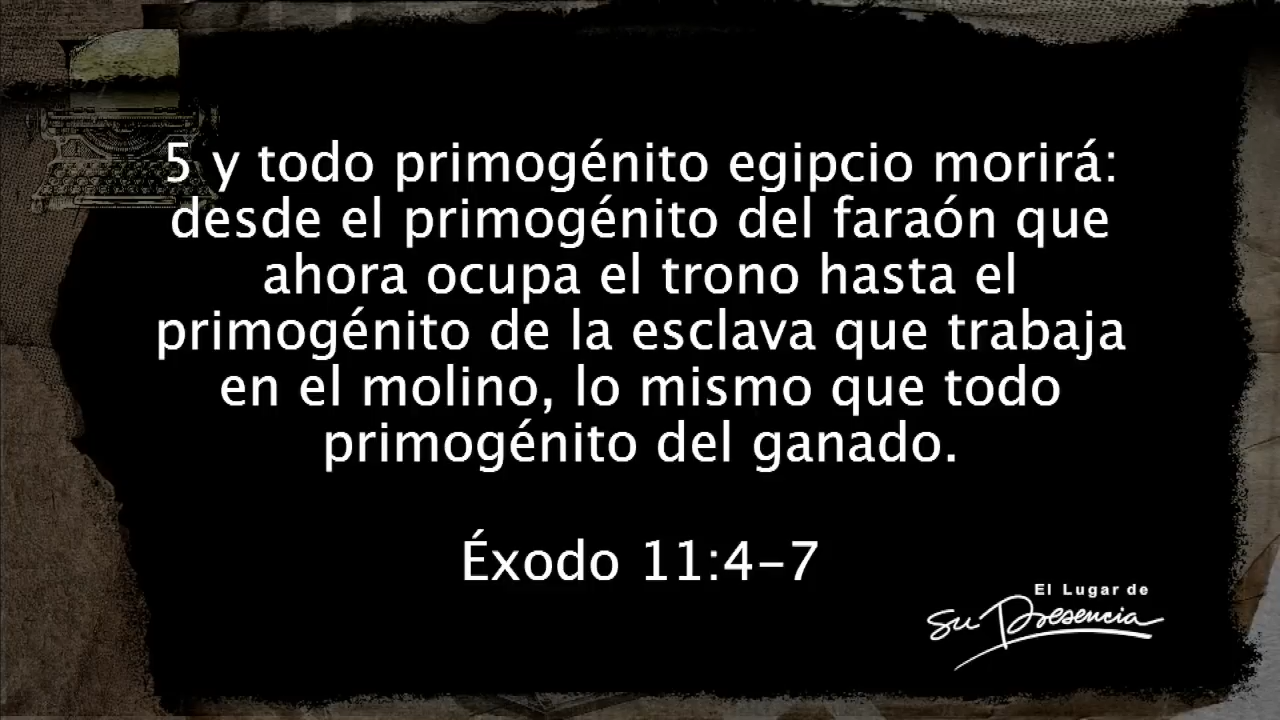 5 y todo primogénito egipcio morirá:
desde el primogénito del faraón que
ahora ocupa el trono hasta el
primogénito de la esclava que trabaja
en el molino, lo mismo que todo
primogénito del ganado.
Éxodo 11:4-7
El Lugar de
Su Presencia